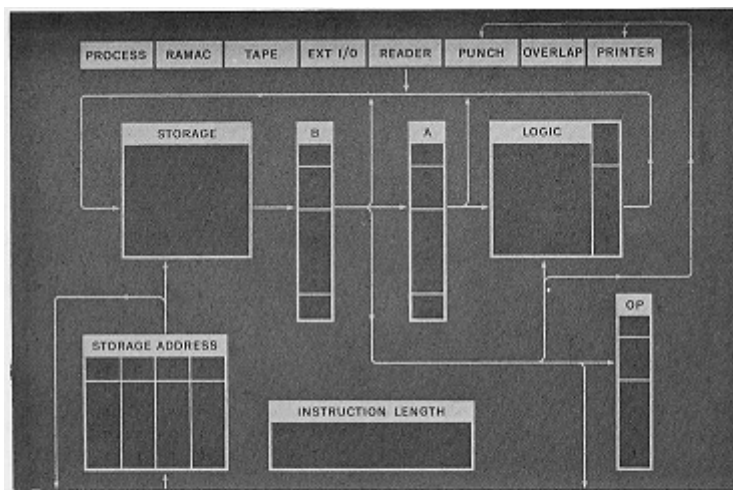 PROCESS RAMAC TAPE EXT I/O READER PUNCH OVERLAP PRINTER
STORAGE B A LOGIC
OP
STORAGE ADDRESS
INSTRUCTION LENGTH